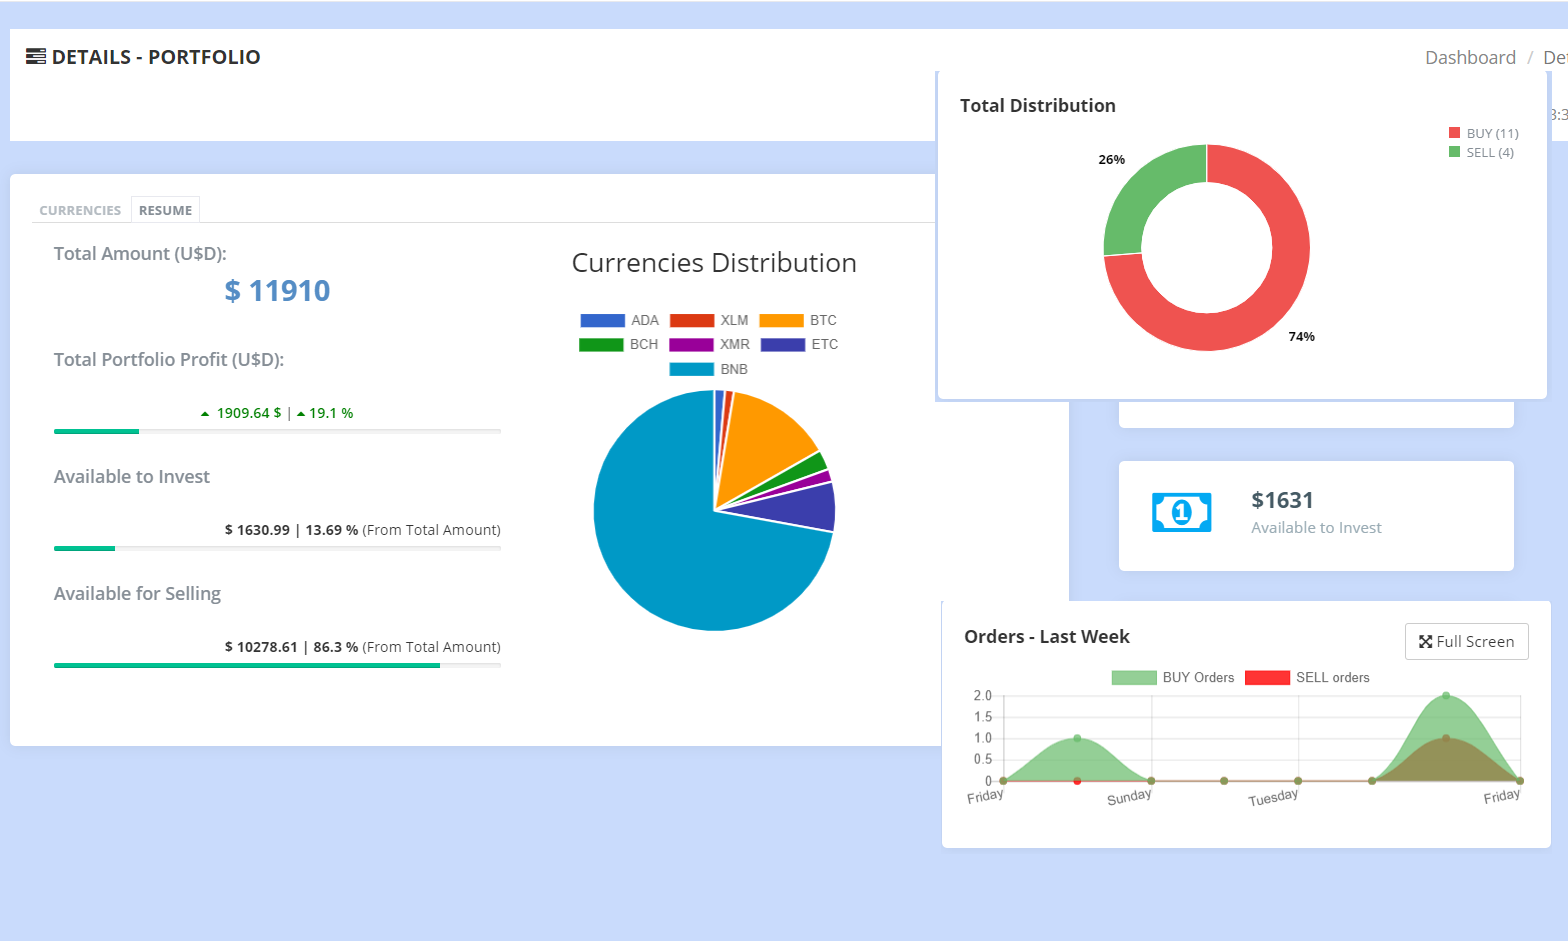 DETAILS - PORTFOLIO
Dashboard /
CURRENCIES RESUME
Total Amount (U$D):
$ 11910
Total Portfolio Profit (U$D):
1909.64 $ | 19.1 %
Available to Invest
$ 1630.99 | 13.69 % (From Total Amount)
Available for Selling
$ 10278.61 | 86.3 % (From Total Amount)
Currencies Distribution
ADA XLM BTC
BCH XMR ETC
BNB
Total Distribution
BUY (11)
SELL (4)
26%
74%
$1631
Available to Invest
1
Orders - Last Week
Full Screen
BUY Orders SELL orders
2.0
1.5
1.0
0.5
0
Friday Sunday Tuesday Friday